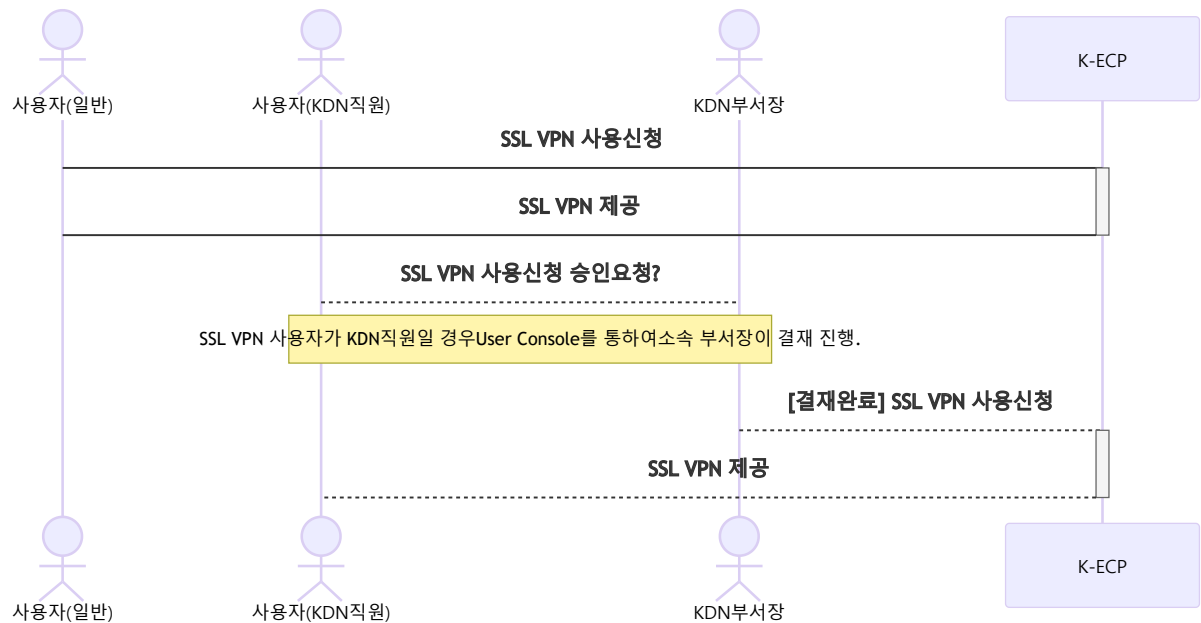 사용자(일반)
사용자(KDN직원)
KDN부서장
K-ECP
SSL VPN 사용신청
SSL VPN 제공
SSL VPN 사용신청 승인요청?
SSL VPN 사용자가 KDN직원일 경우User Console를 통하여소속 부서장이 결재 진행.
[결재완료] SSL VPN 사용신청
SSL VPN 제공
사용자(일반)
사용자(KDN직원)
KDN부서장
K-ECP